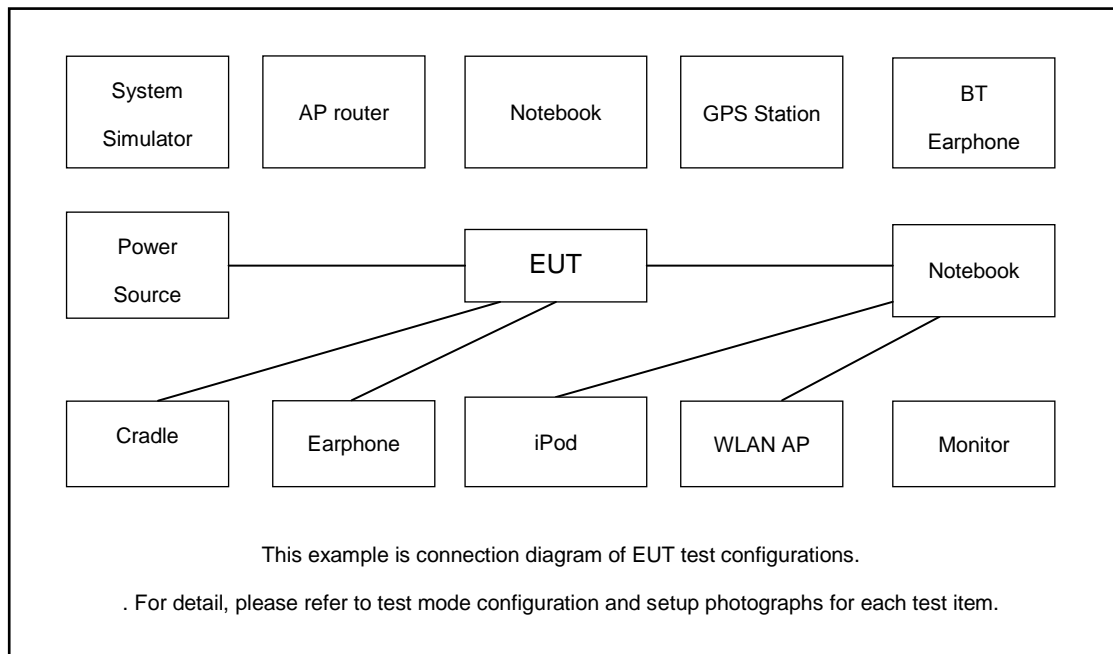 System
Simulator
AP router
Notebook
GPS Station
BT
Earphone
Power
Source
EUT
Notebook
Cradle
Earphone
iPod
WLAN AP
Monitor
This example is connection diagram of EUT test configurations.
. For detail, please refer to test mode configuration and setup photographs for each test item.